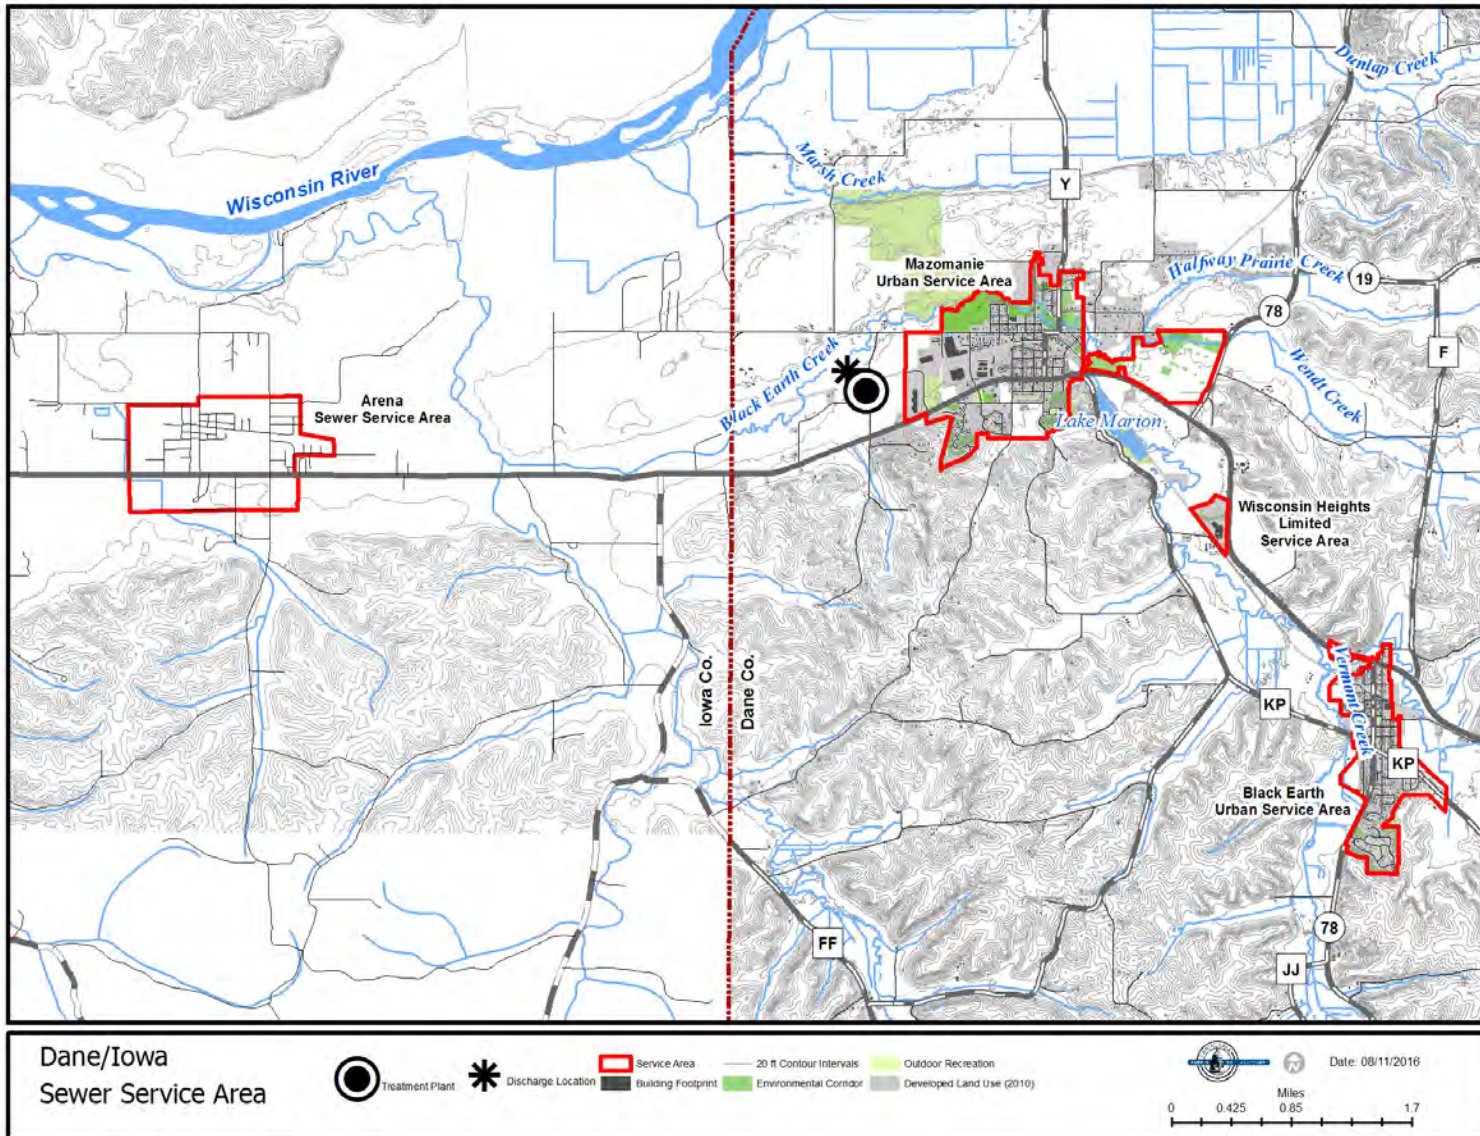 Dunlap Creek
Wisconsin River
Marsh Creek
Y
Mazomanie
Urban Service Area
Halfway Prairie Creek
19
78
F
Wendt Creek
Black Earth Creek
Arena
Sewer Service Area
Lake Marion
Wisconsin Heights
Limited
Service Area
Iowa Co.
Dane Co.
Vermont Creek
KP
KP
Black Earth
Urban Service Area
78
FF
JJ
Dane/Iowa
Sewer Service Area
Treatment Plant
Discharge Location
Service Area
Building Footprint
20 ft Contour Intervals
Environmental Corridor
Outdoor Recreation
Developed Land Use (2010)
Date: 08/11/2016
Miles
0 0.425 0.85 1.7